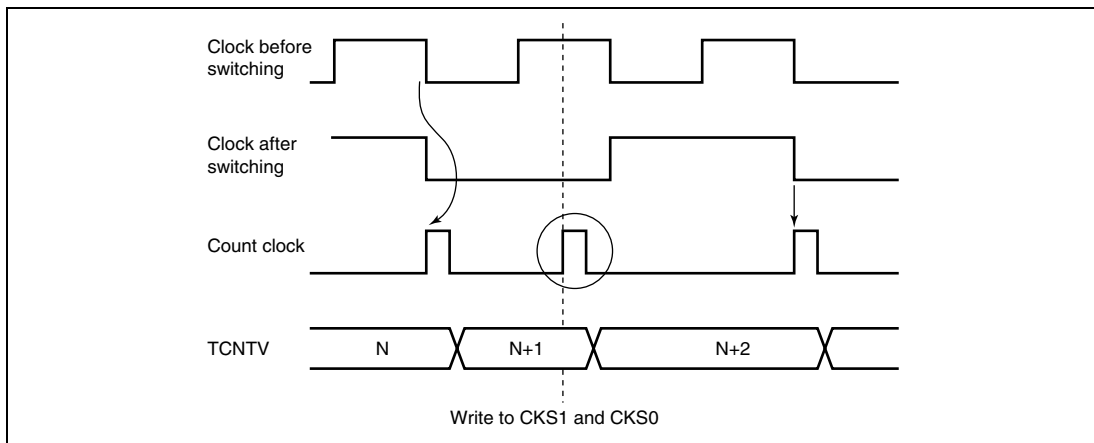 Clock before
switching
Clock after
switching
Count clock
TCNTV
N
N+1
N+2
Write to CKS1 and CKS0